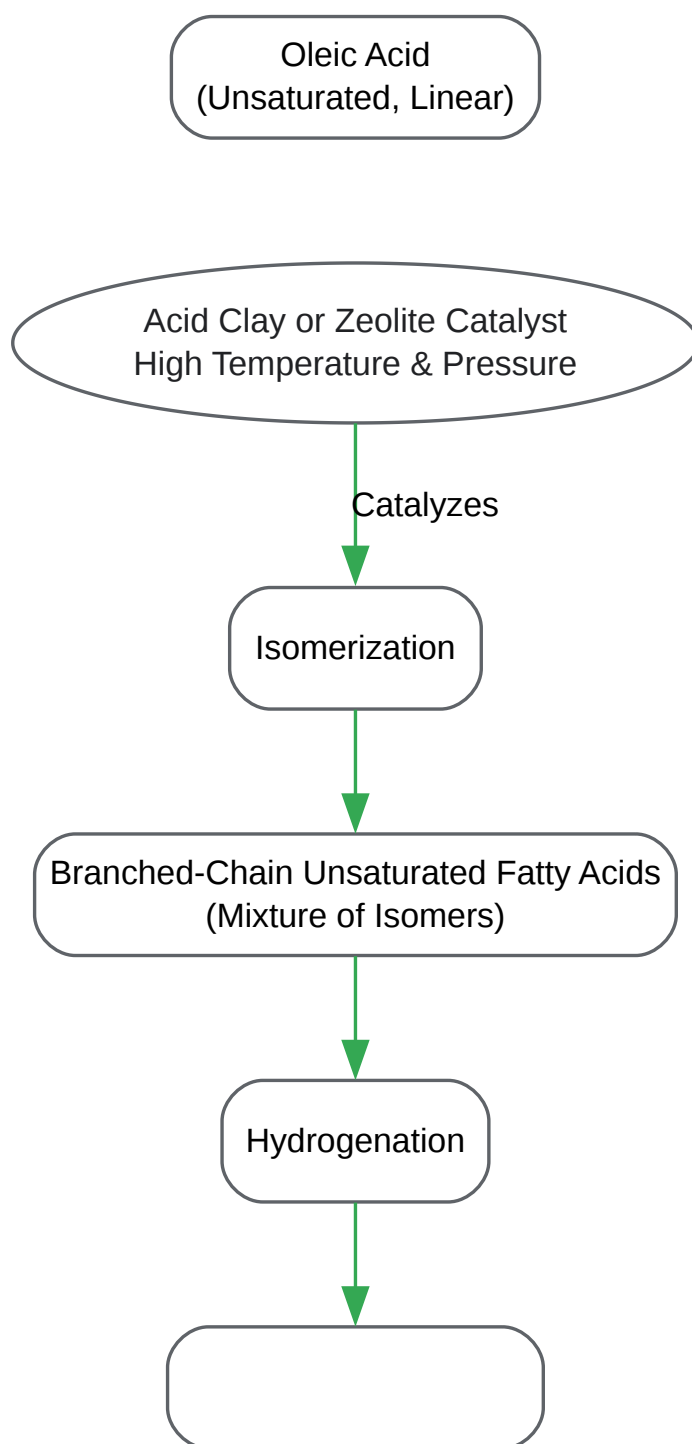 Oleic Acid
(Unsaturated, Linear)
Acid Clay or Zeolite Catalyst
High Temperature & Pressure
Catalyzes
Isomerization
Branched-Chain Unsaturated Fatty Acids
(Mixture of Isomers)
Hydrogenation